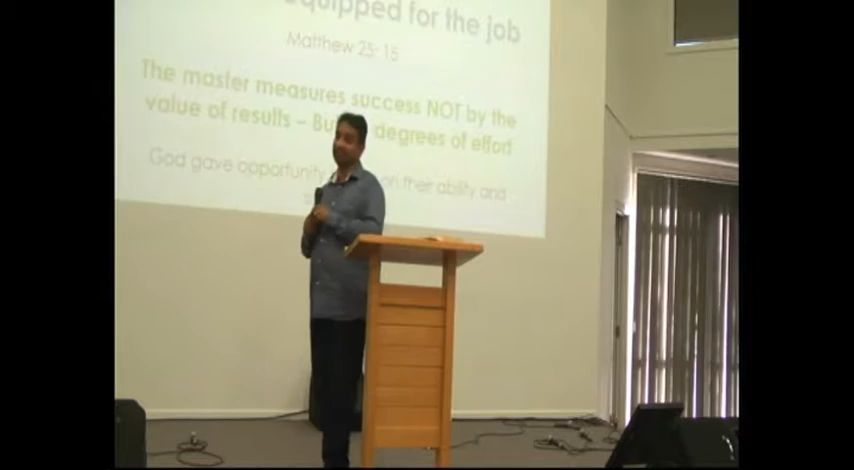 equipped for the job
Matthew 25: 15
The master measures success NOT by the
value of results – degrees of effort
God gave opportunity on their ability and